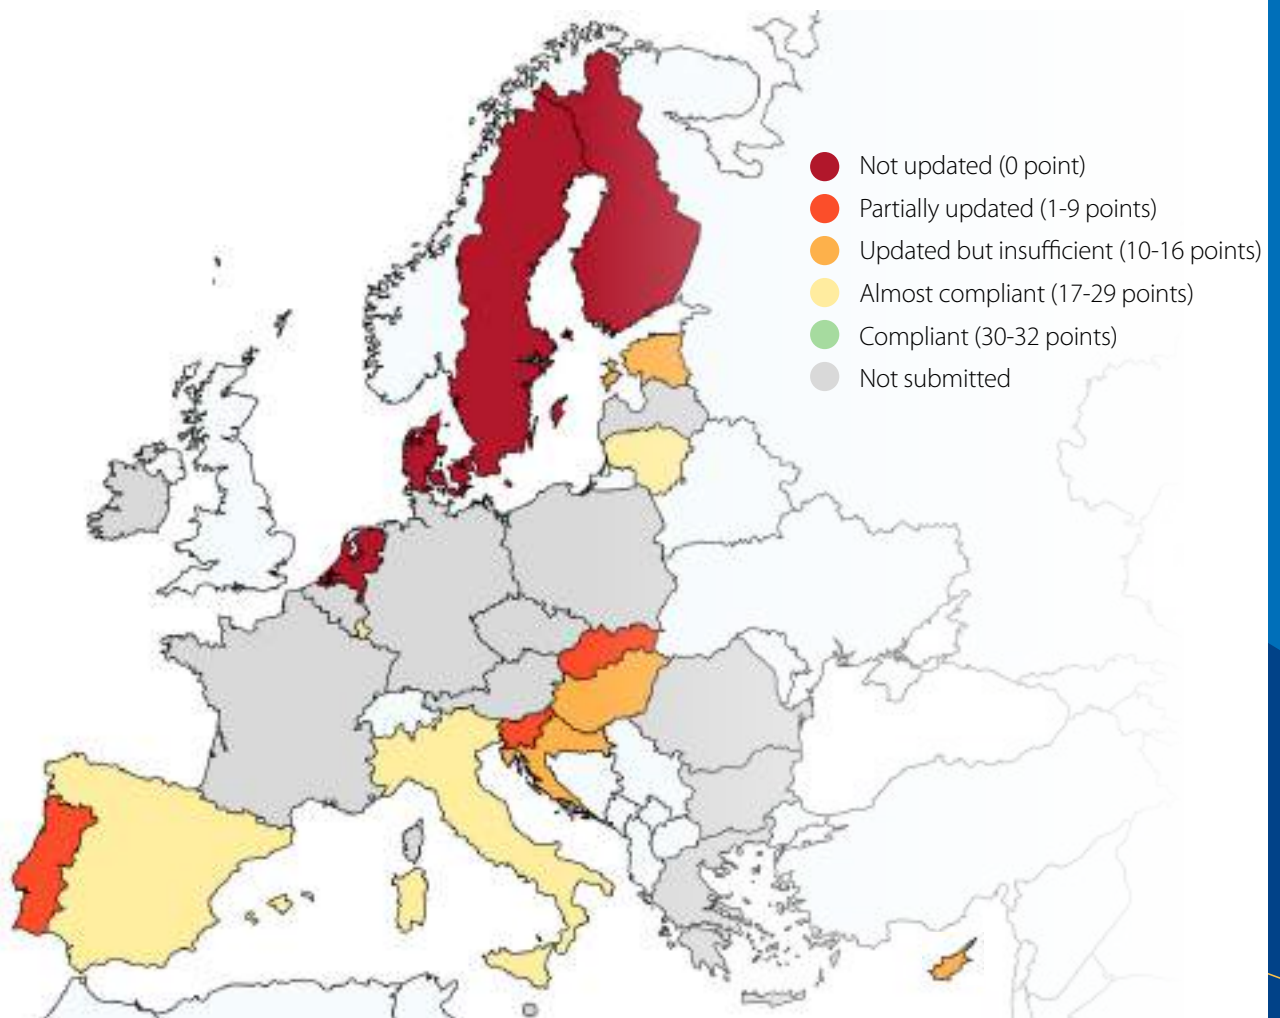 Not updated (0 point)
Partially updated (1-9 points)
Updated but insufficient (10-16 points)
Almost compliant (17-29 points)
Compliant (30-32 points)
Not submitted